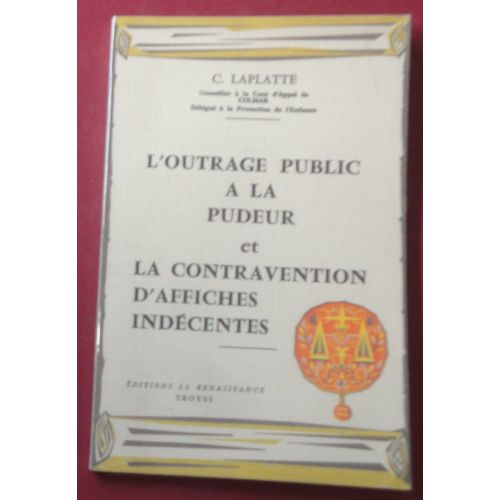 C. LAPLATTE
Conseiller à la Cour d'Appel de
COLMAR
Délégué à la Protection de l'Enfance
L'OUTRAGE PUBLIC
A LA
PUDEUR
et
LA CONTRAVENTION
D'AFFICHES
INDÉCENTES
ÉDITIONS LA RENAISSANCE
TROYES